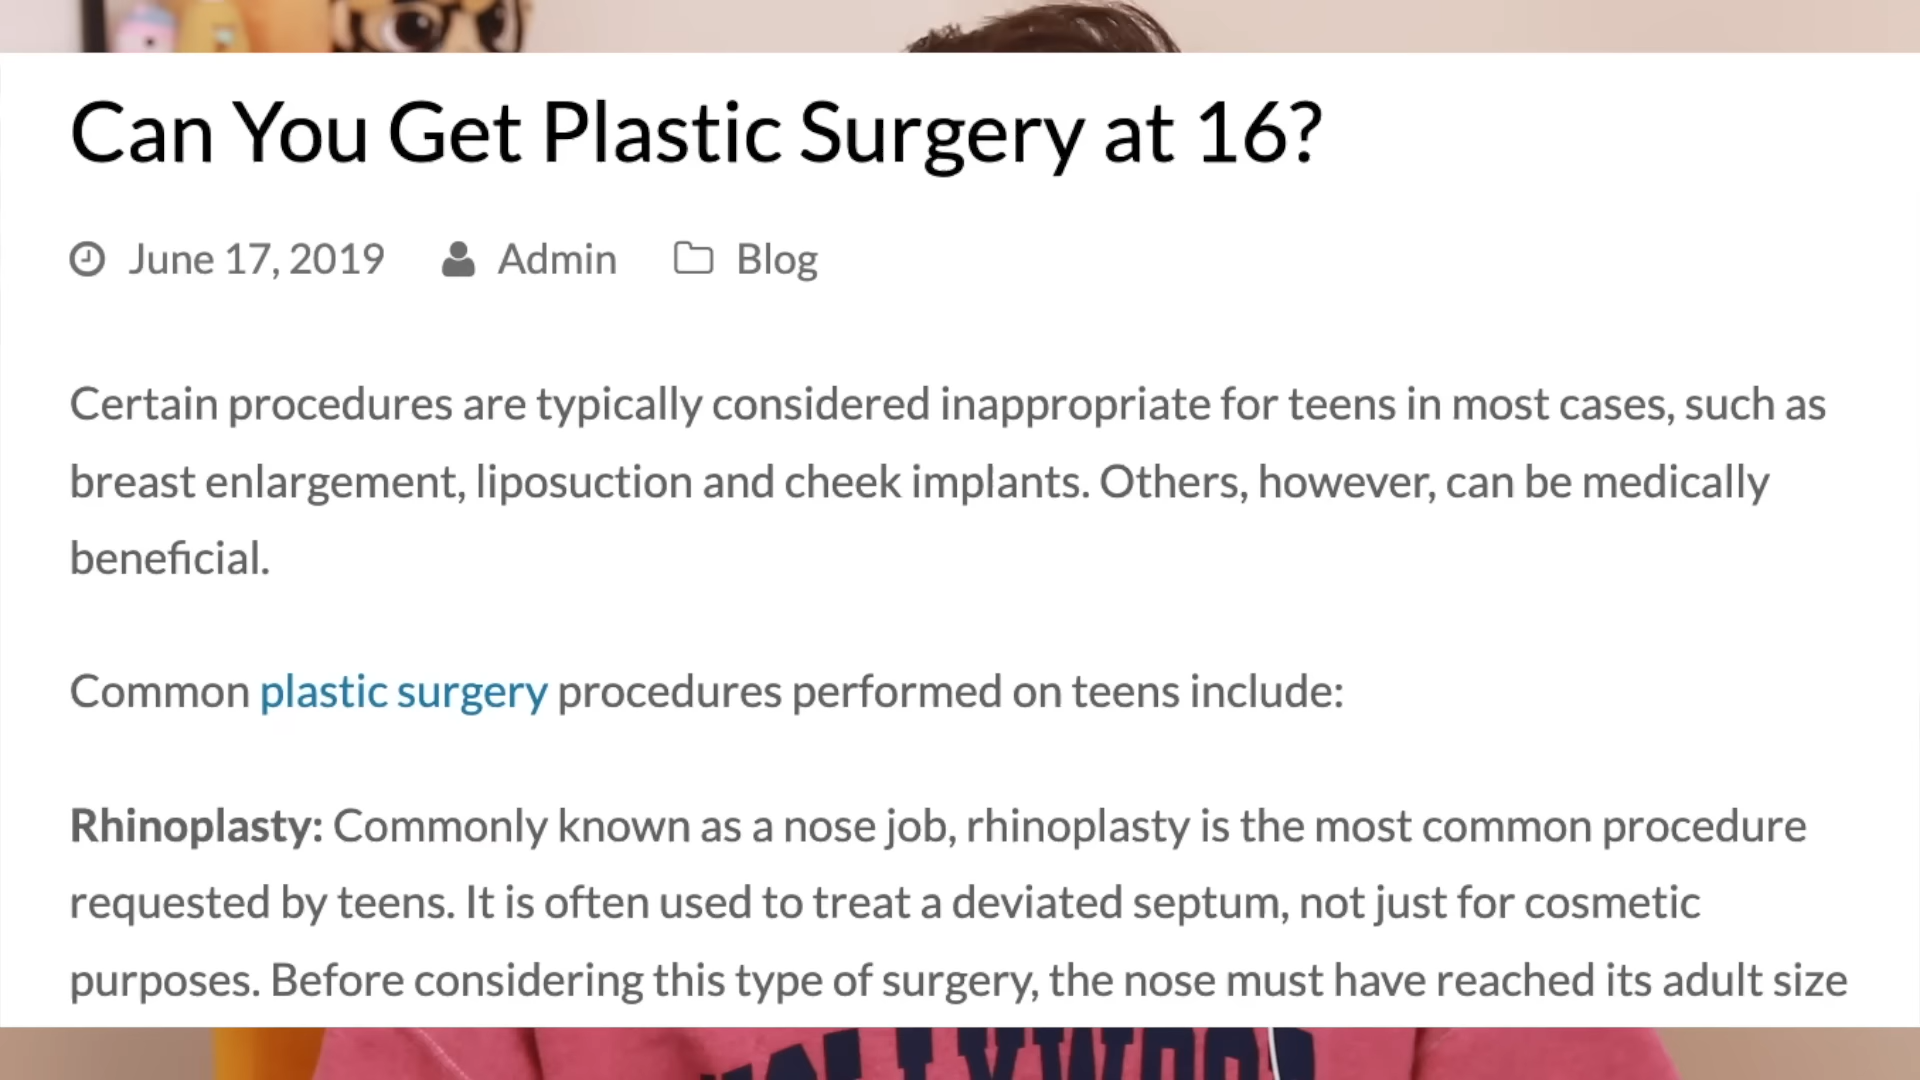 Can You Get Plastic Surgery at 16?
June 17, 2019 Admin Blog
Certain procedures are typically considered inappropriate for teens in most cases, such as
breast enlargement, liposuction and cheek implants. Others, however, can be medically
beneficial.
Common plastic surgery procedures performed on teens include:
Rhinoplasty: Commonly known as a nose job, rhinoplasty is the most common procedure
requested by teens. It is often used to treat a deviated septum, not just for cosmetic
purposes. Before considering this type of surgery, the nose must have reached its adult size